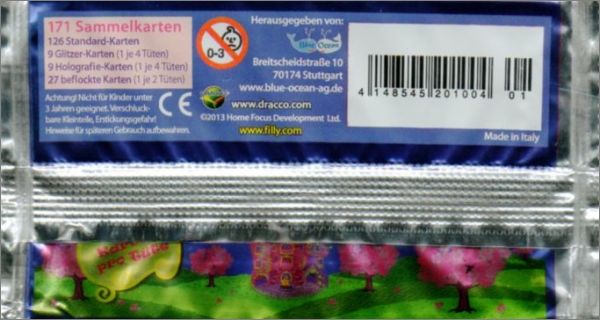 171 Sammelkarten
126 Standard-Karten
9 Glitzer-Karten (1 je 4 Tüten)
9 Holografie-Karten (1 je 4 Tüten)
27 beflockte Karten (1 je 2 Tüten)
Achtung! Nicht für Kinder unter
3 Jahren geeignet. Verschluck-
bare Kleinteile, Erstickungsgefahr!
Hinweise für späteren Gebrauch aufbewahren.
CE
0-3
Herausgegeben von:
Blue Ocean
Breitscheidstraße 10
70174 Stuttgart
www.blue-ocean-ag.de
www.dracco.com
©2013 Home Focus Development Ltd.
www.filly.com
4 148545 201004 01
Made in Italy
pro Tüte